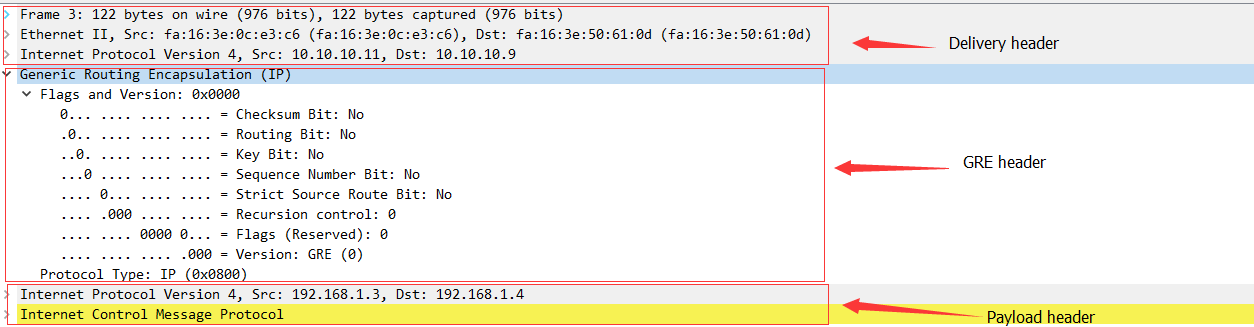 Frame 3: 122 bytes on wire (976 bits), 122 bytes captured (976 bits)
Ethernet II, Src: fa:16:3e:0c:e3:c6 (fa:16:3e:0c:e3:c6), Dst: fa:16:3e:50:61:0d (fa:16:3e:50:61:0d)
Delivery header
Internet Protocol Version 4, Src: 10.10.10.11, Dst: 10.10.10.9
Generic Routing Encapsulation (IP)
Flags and Version: 0x0000
0... .... .... .... = Checksum Bit: No
.0.. .... .... .... = Routing Bit: No
..0. .... .... .... = Key Bit: No
GRE header
...0 .... .... .... = Sequence Number Bit: No
.... 0... .... .... = Strict Source Route Bit: No
.... .000 .... .... = Recursion control: 0
.... .... 0000 0... = Flags (Reserved): 0
.... .... .... .000 = Version: GRE (0)
Protocol Type: IP (0x0800)
Internet Protocol Version 4, Src: 192.168.1.3, Dst: 192.168.1.4
Internet Control Message Protocol
Payload header